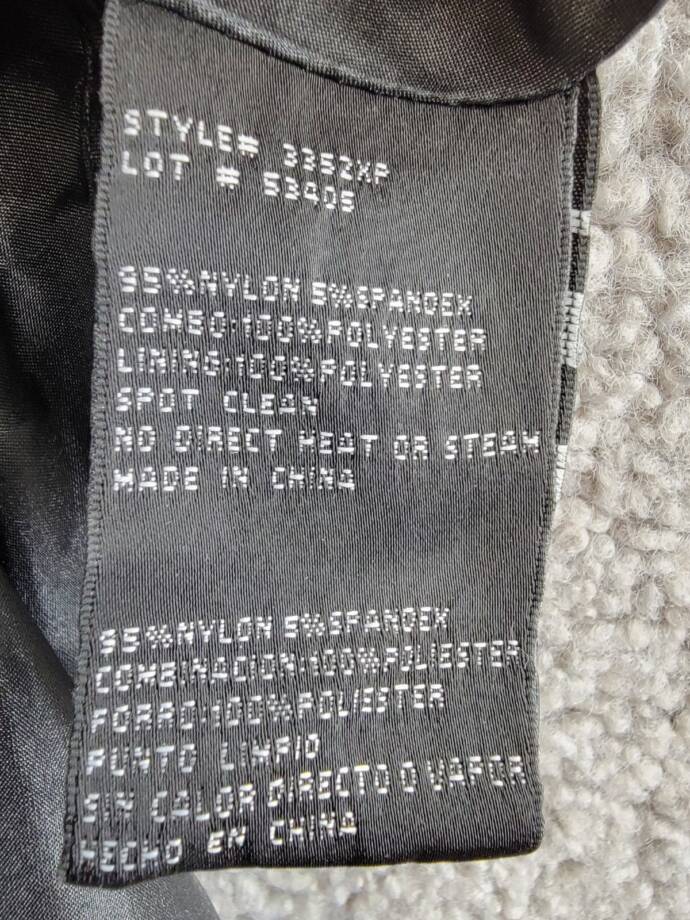 STYLE# 3352XP
LOT # 53405
95%NYLON 5%SPANDEX
COMBO:100%POLYESTER
LINING:100%POLYESTER
SPOT CLEAN
NO DIRECT HEAT OR STEAM
MADE IN CHINA
95%NYLON 5%SPANDEX
COMBINACION:100%POLIESTER
FORRO:100%POLIESTER
PUNTO LIMPIO
SIN CALOR DIRECTO O VAPOR
HECHO EN CHINA